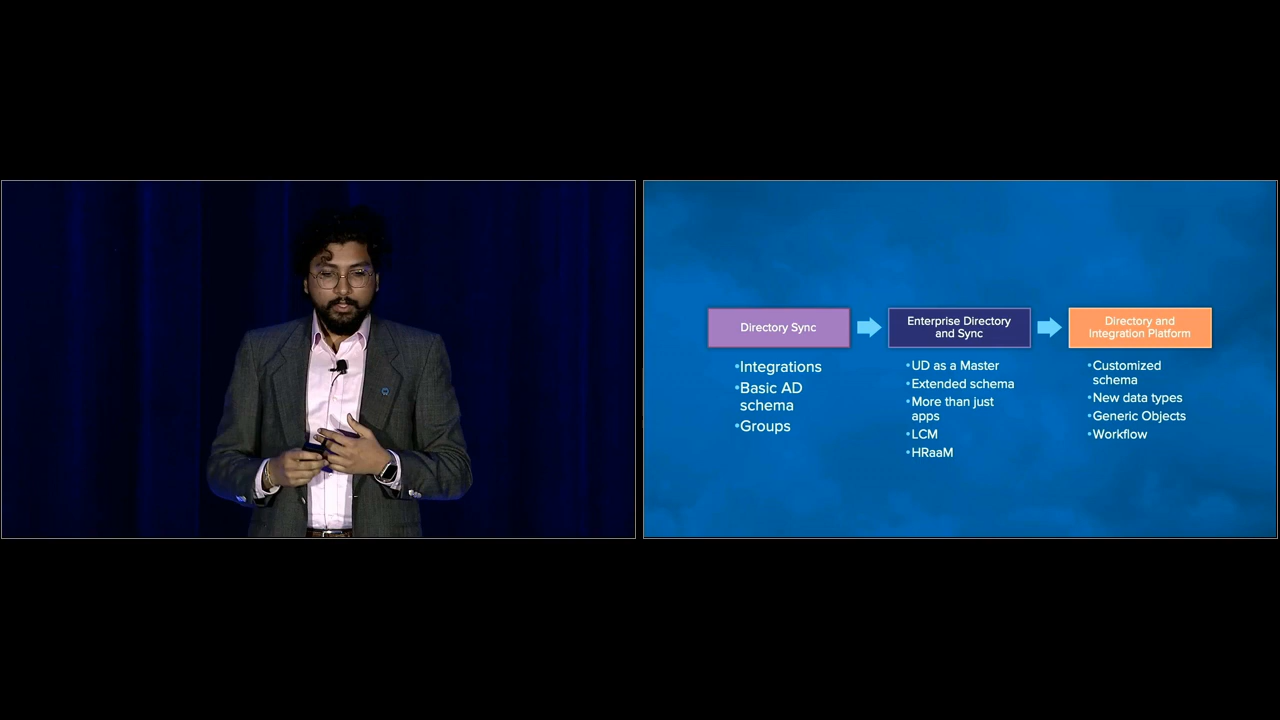 Directory Sync
•Integrations
•Basic AD
schema
•Groups
Enterprise Directory
and Sync
•UD as a Master
•Extended schema
•More than just
apps
•LCM
•HRaaM
Directory and
Integration Platform
•Customized
schema
•New data types
•Generic Objects
•Workflow